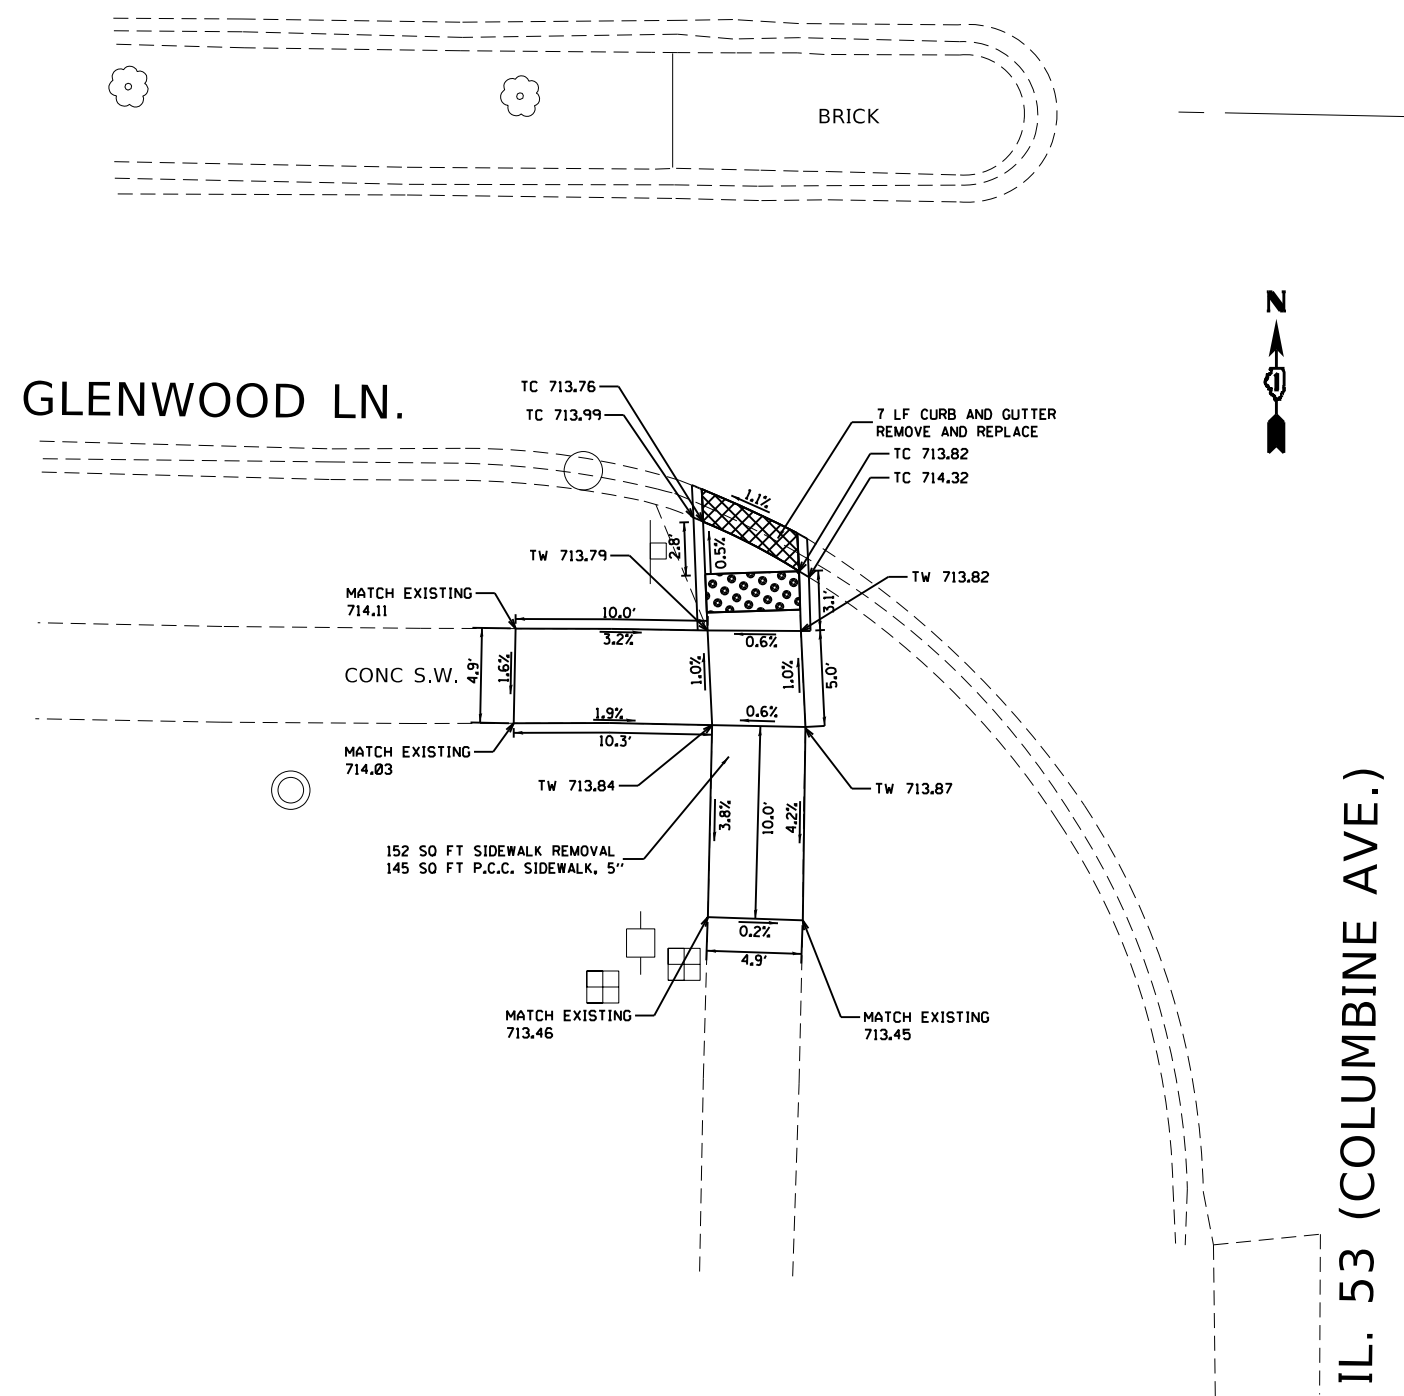 BRICK
N
GLENWOOD LN.
TC 713.76
TC 713.99
7 LF CURB AND GUTTER
REMOVE AND REPLACE
TC 713.82
TC 714.32
1.1%
2.8'
0.5%
TW 713.79
TW 713.82
MATCH EXISTING
714.11
3.1'
10.0'
3.2%
0.6%
CONC S.W.
4.9'
1.6%
1.0%
1.0%
5.0'
1.9%
0.6%
10.3'
MATCH EXISTING
714.03
TW 713.84
TW 713.87
3.8%
10.0'
4.2%
152 SQ FT SIDEWALK REMOVAL
145 SQ FT P.C.C. SIDEWALK, 5"
0.2%
4.9'
MATCH EXISTING
713.46
MATCH EXISTING
713.45
IL. 53 (COLUMBINE AVE.)